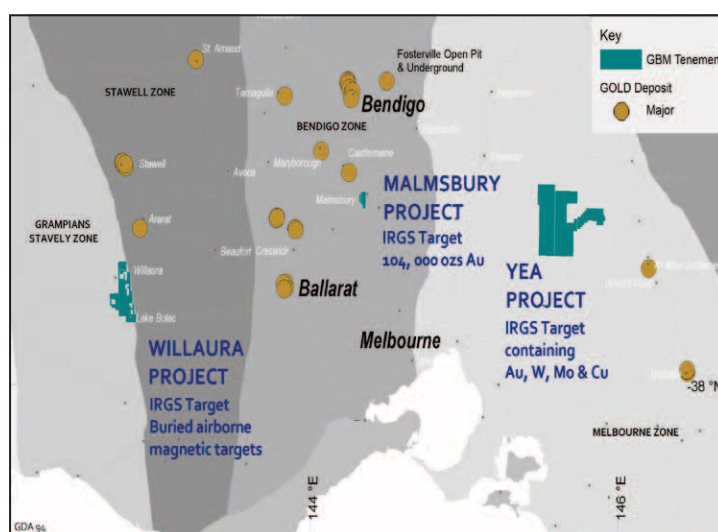 Key
GBM Tenement
GOLD Deposit
Major
St. Arnaud
STAWELL ZONE
Tarnagulla
Fosterville Open Pit
& Underground
Bendigo
BENDIGO ZONE
Stawell
Maryborough
Castlemaine
Avoca
Malmsbury
MALMSBURY
PROJECT
IRGS Target
104, 000 ozs Au
GRAMPIANS
STAVELY ZONE
Ararat
Beaufort
Creswick
Willaura
Lake Bolac
Ballarat
Melbourne
YEA
PROJECT
IRGS Target
containing
Au, W, Mo & Cu
WILLAURA
PROJECT
IRGS Target
Buried airborne
magnetic targets
-38 °N
MELBOURNE ZONE
144 °E
146 °E
GDA 94